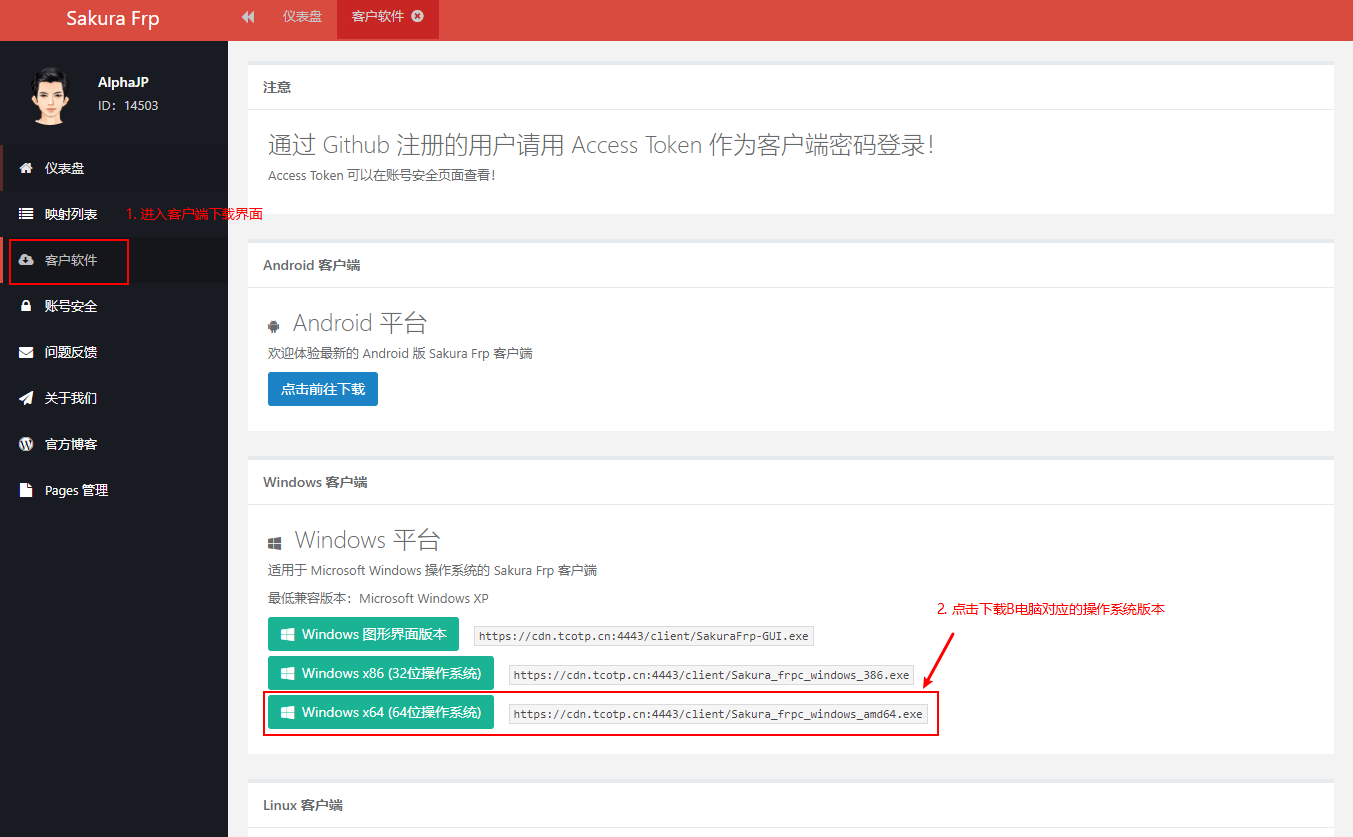 Sakura Frp
仪表盘
客户软件
AlphaJP
ID：14503
仪表盘
映射列表
1. 进入客户端下载界面
客户软件
账号安全
问题反馈
关于我们
官方博客
Pages 管理
注意
通过 Github 注册的用户请用 Access Token 作为客户端密码登录！
Access Token 可以在账号安全页面查看！
Android 客户端
Android 平台
欢迎体验最新的 Android 版 Sakura Frp 客户端
点击前往下载
Windows 客户端
Windows 平台
适用于 Microsoft Windows 操作系统的 Sakura Frp 客户端
最低兼容版本：Microsoft Windows XP
2. 点击下载B电脑对应的操作系统版本
Windows 图形界面版本 https://cdn.tcotp.cn:4443/client/SakuraFrp-GUI.exe
Windows x86 (32位操作系统) https://cdn.tcotp.cn:4443/client/Sakura_frpc_windows_386.exe
Windows x64 (64位操作系统) https://cdn.tcotp.cn:4443/client/Sakura_frpc_windows_amd64.exe
Linux 客户端